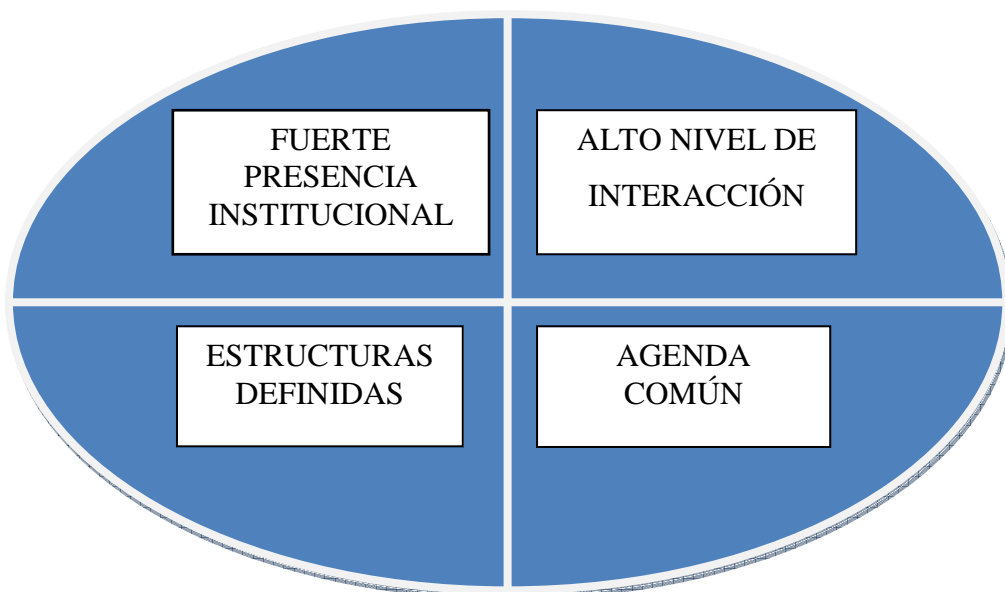 FUERTE
PRESENCIA
INSTITUCIONAL
ALTO NIVEL DE
INTERACCIÓN
ESTRUCTURAS
DEFINIDAS
AGENDA
COMÚN